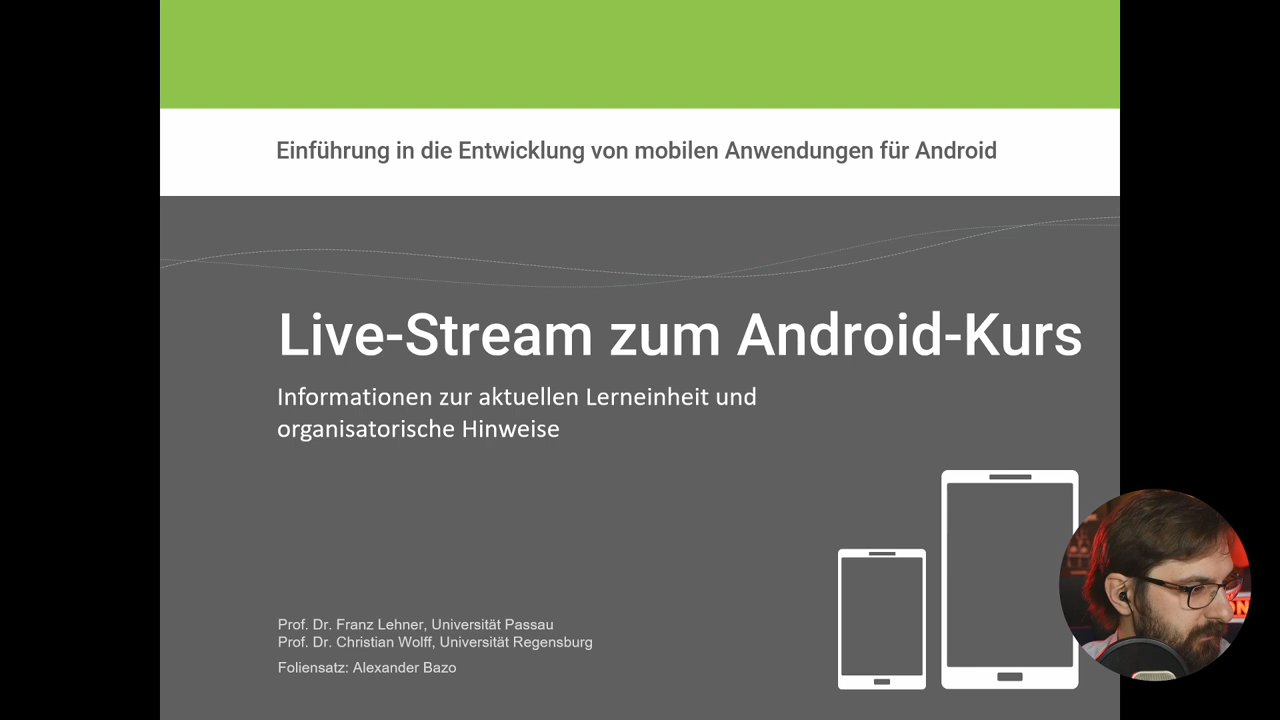 Einführung in die Entwicklung von mobilen Anwendungen für Android
Live-Stream zum Android-Kurs
Informationen zur aktuellen Lerneinheit und
organisatorische Hinweise
Prof. Dr. Franz Lehner, Universität Passau
Prof. Dr. Christian Wolff, Universität Regensburg
Foliensatz: Alexander Bazo